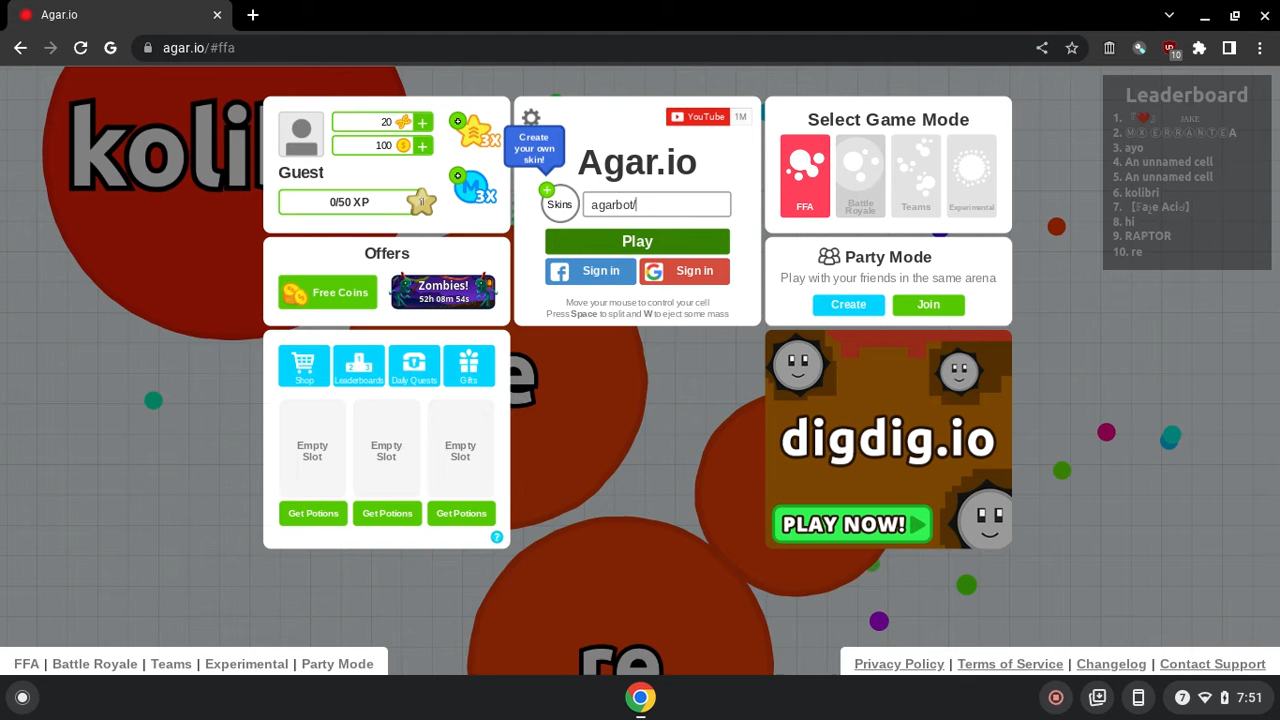 Agar.io
agar.io/#ffa
10
koli
20
100
3X
3X
Guest
0/50 XP
1
Offers
Free Coins
Zombies!
52h 08m 54s
Shop
Leaderboards
Daily Quests
Gifts
Empty Slot
Empty Slot
Empty Slot
Get Potions
Get Potions
Get Potions
?
Create your own skin!
YouTube 1M
Agar.io
Skins
agarbot/
Play
Sign in
Sign in
Move your mouse to control your cell
Press Space to split and W to eject some mass
Select Game Mode
FFA
Battle Royale
Teams
Experimental
Party Mode
Play with your friends in the same arena
Create
Join
digdig.io
PLAY NOW!
Leaderboard
1. 『❤️』 JAKE
3. ayo
4. An unnamed cell
5. An unnamed cell
6. kolibri
8. hi
9. RAPTOR
10. re
e
re
FFA | Battle Royale | Teams | Experimental | Party Mode
Privacy Policy | Terms of Service | Changelog | Contact Support
7 7:51